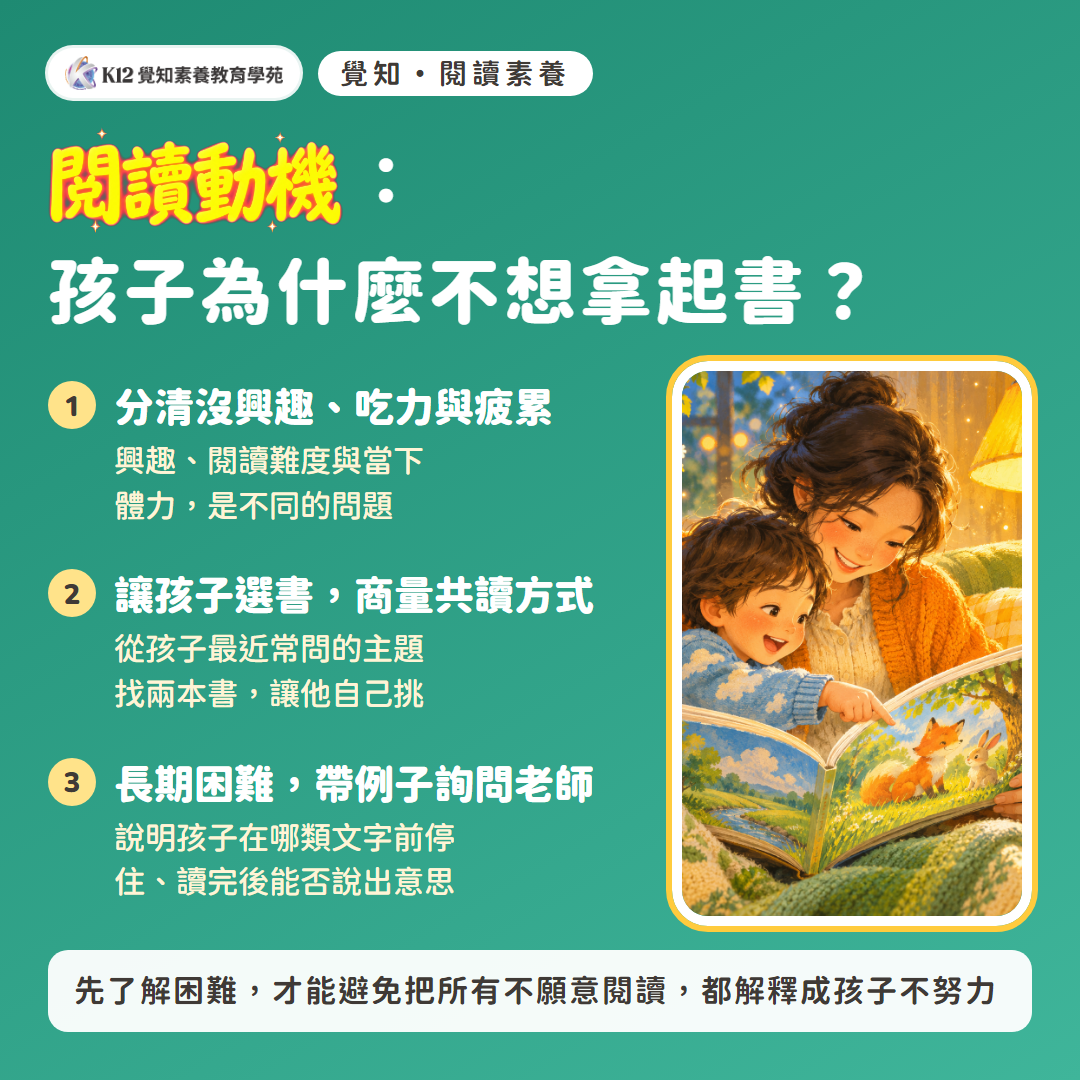 K12 覺知素養教育學苑
覺知・閱讀素養
閱讀動機：
孩子為什麼不想拿起書？
1 分清沒興趣、吃力與疲累
興趣、閱讀難度與當下
體力，是不同的問題
2 讓孩子選書，商量共讀方式
從孩子最近常問的主題
找兩本書，讓他自己挑
3 長期困難，帶例子詢問老師
說明孩子在哪類文字前停
住、讀完後能否說出意思
先了解困難，才能避免把所有不願意閱讀，都解釋成孩子不努力